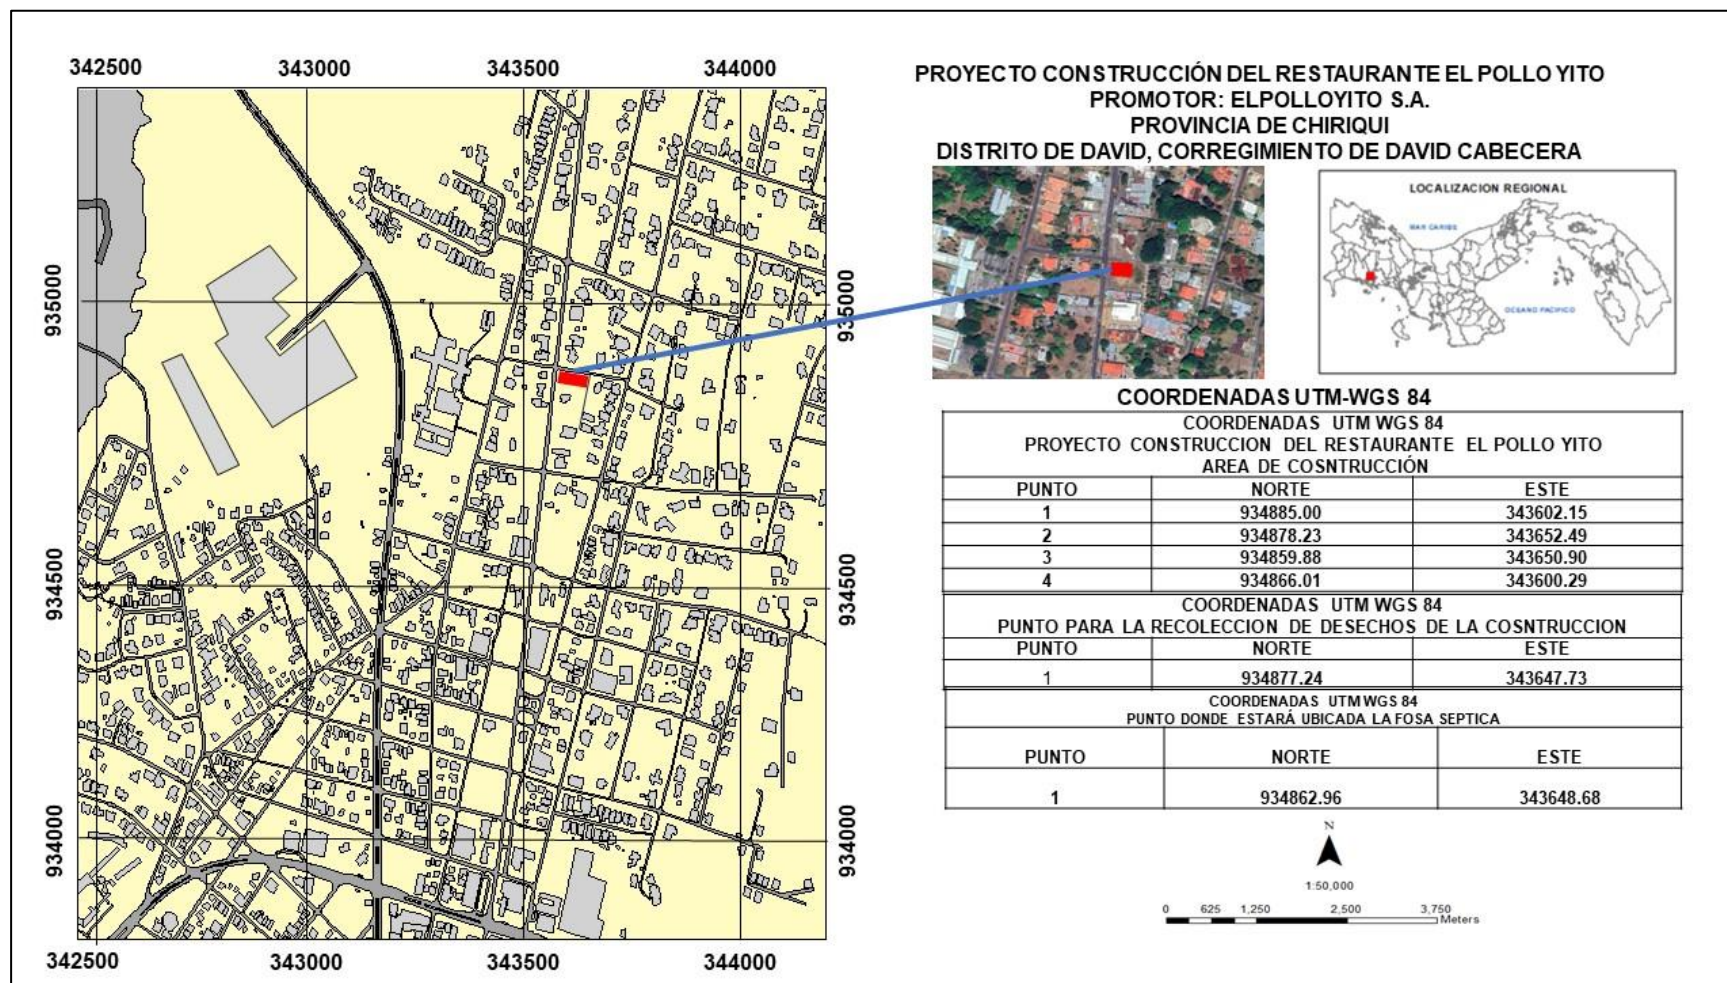 342500 343000 343500 344000
935000 935000
934500 934500
934000 934000
342500 343000 343500 344000
PROYECTO CONSTRUCCIÓN DEL RESTAURANTE EL POLLO YITO
PROMOTOR: ELPOLLOYITO S.A.
PROVINCIA DE CHIRIQUI
DISTRITO DE DAVID, CORREGIMIENTO DE DAVID CABECERA
LOCALIZACION REGIONAL
MAR CARIBE
OCEANO PACIFICO
COORDENADAS UTM-WGS 84
COORDENADAS UTM WGS 84
PROYECTO CONSTRUCCION DEL RESTAURANTE EL POLLO YITO
AREA DE COSNTRUCCIÓN
PUNTO NORTE ESTE
1 934885.00 343602.15
2 934878.23 343652.49
3 934859.88 343650.90
4 934866.01 343600.29
COORDENADAS UTM WGS 84
PUNTO PARA LA RECOLECCION DE DESECHOS DE LA COSNTRUCCION
PUNTO NORTE ESTE
1 934877.24 343647.73
COORDENADAS UTM WGS 84
PUNTO DONDE ESTARÁ UBICADA LA FOSA SEPTICA
PUNTO NORTE ESTE
1 934862.96 343648.68
N
1:50,000
0 625 1,250 2,500 3,750
Meters